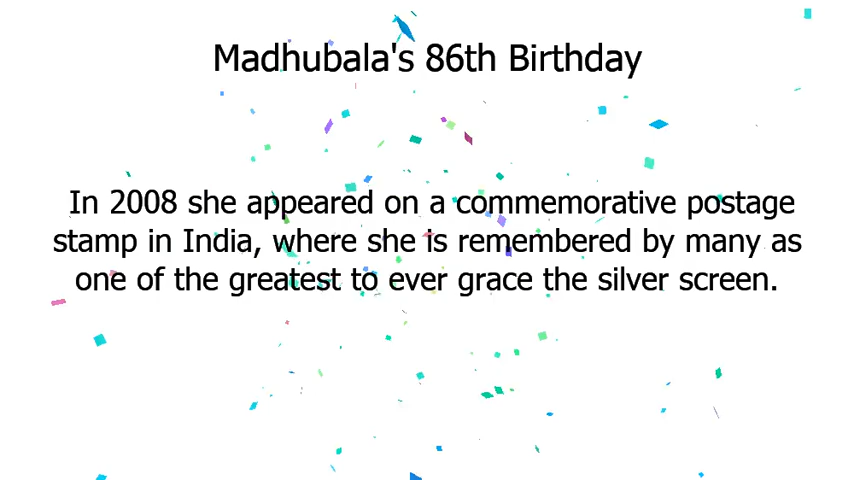 Madhubala's 86th Birthday
In 2008 she appeared on a commemorative postage
stamp in India, where she is remembered by many as
one of the greatest to ever grace the silver screen.